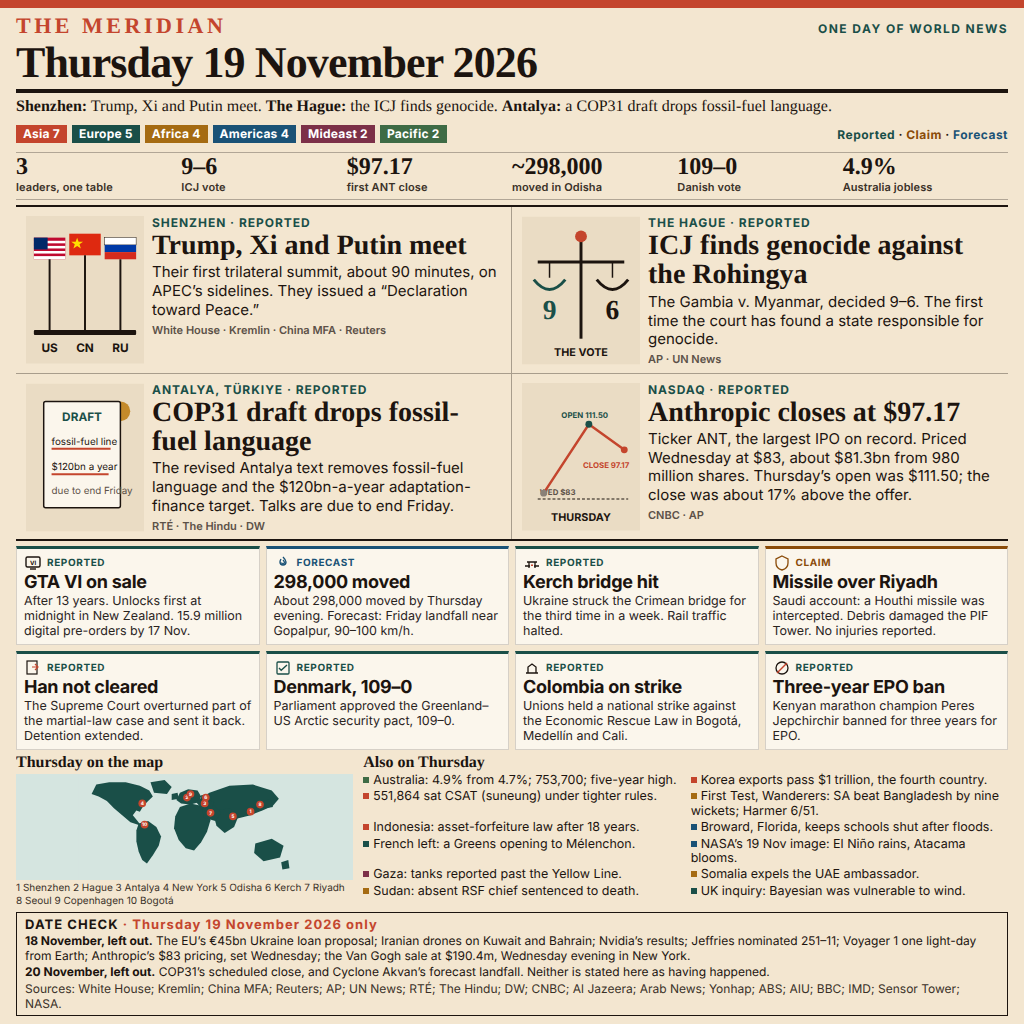 THE MERIDIAN
ONE DAY OF WORLD NEWS
Thursday 19 November 2026
Shenzhen: Trump, Xi and Putin meet. The Hague: the ICJ finds genocide. Antalya: a COP31 draft drops fossil-fuel language.
Asia 7 Europe 5 Africa 4 Americas 4 Mideast 2 Pacific 2
Reported · Claim · Forecast
3
leaders, one table
9–6
ICJ vote
$97.17
first ANT close
~298,000
moved in Odisha
109–0
Danish vote
4.9%
Australia jobless
US CN RU
SHENZHEN · REPORTED
Trump, Xi and Putin meet
Their first trilateral summit, about 90 minutes, on
APEC’s sidelines. They issued a “Declaration
toward Peace.”
White House · Kremlin · China MFA · Reuters
9 6
THE VOTE
THE HAGUE · REPORTED
ICJ finds genocide against
the Rohingya
The Gambia v. Myanmar, decided 9–6. The first
time the court has found a state responsible for
genocide.
AP · UN News
DRAFT
fossil-fuel line
$120bn a year
due to end Friday
ANTALYA, TÜRKIYE · REPORTED
COP31 draft drops fossil-
fuel language
The revised Antalya text removes fossil-fuel
language and the $120bn-a-year adaptation-
finance target. Talks are due to end Friday.
RTÉ · The Hindu · DW
OPEN 111.50
CLOSE 97.17
WED $83
THURSDAY
NASDAQ · REPORTED
Anthropic closes at $97.17
Ticker ANT, the largest IPO on record. Priced
Wednesday at $83, about $81.3bn from 980
million shares. Thursday’s open was $111.50; the
close was about 17% above the offer.
CNBC · AP
VI
REPORTED
GTA VI on sale
After 13 years. Unlocks first at
midnight in New Zealand. 15.9 million
digital pre-orders by 17 Nov.
FORECAST
298,000 moved
About 298,000 moved by Thursday
evening. Forecast: Friday landfall near
Gopalpur, 90–100 km/h.
REPORTED
Kerch bridge hit
Ukraine struck the Crimean bridge for
the third time in a week. Rail traffic
halted.
CLAIM
Missile over Riyadh
Saudi account: a Houthi missile was
intercepted. Debris damaged the PIF
Tower. No injuries reported.
REPORTED
Han not cleared
The Supreme Court overturned part of
the martial-law case and sent it back.
Detention extended.
REPORTED
Denmark, 109–0
Parliament approved the Greenland–
US Arctic security pact, 109–0.
REPORTED
Colombia on strike
Unions held a national strike against
the Economic Rescue Law in Bogotá,
Medellín and Cali.
REPORTED
Three-year EPO ban
Kenyan marathon champion Peres
Jepchirchir banned for three years for
EPO.
Thursday on the map
1 Shenzhen 2 Hague 3 Antalya 4 New York 5 Odisha 6 Kerch 7 Riyadh
8 Seoul 9 Copenhagen 10 Bogotá
Also on Thursday
Australia: 4.9% from 4.7%; 753,700; five-year high.
551,864 sat CSAT (suneung) under tighter rules.
Indonesia: asset-forfeiture law after 18 years.
French left: a Greens opening to Mélenchon.
Gaza: tanks reported past the Yellow Line.
Sudan: absent RSF chief sentenced to death.
Korea exports pass $1 trillion, the fourth country.
First Test, Wanderers: SA beat Bangladesh by nine
wickets; Harmer 6/51.
Broward, Florida, keeps schools shut after floods.
NASA’s 19 Nov image: El Niño rains, Atacama
blooms.
Somalia expels the UAE ambassador.
UK inquiry: Bayesian was vulnerable to wind.
DATE CHECK · Thursday 19 November 2026 only
18 November, left out. The EU’s €45bn Ukraine loan proposal; Iranian drones on Kuwait and Bahrain; Nvidia’s results; Jeffries nominated 251–11; Voyager 1 one light-day
from Earth; Anthropic’s $83 pricing, set Wednesday; the Van Gogh sale at $190.4m, Wednesday evening in New York.
20 November, left out. COP31’s scheduled close, and Cyclone Akvan’s forecast landfall. Neither is stated here as having happened.
Sources: White House; Kremlin; China MFA; Reuters; AP; UN News; RTÉ; The Hindu; DW; CNBC; Al Jazeera; Arab News; Yonhap; ABS; AIU; BBC; IMD; Sensor Tower;
NASA.